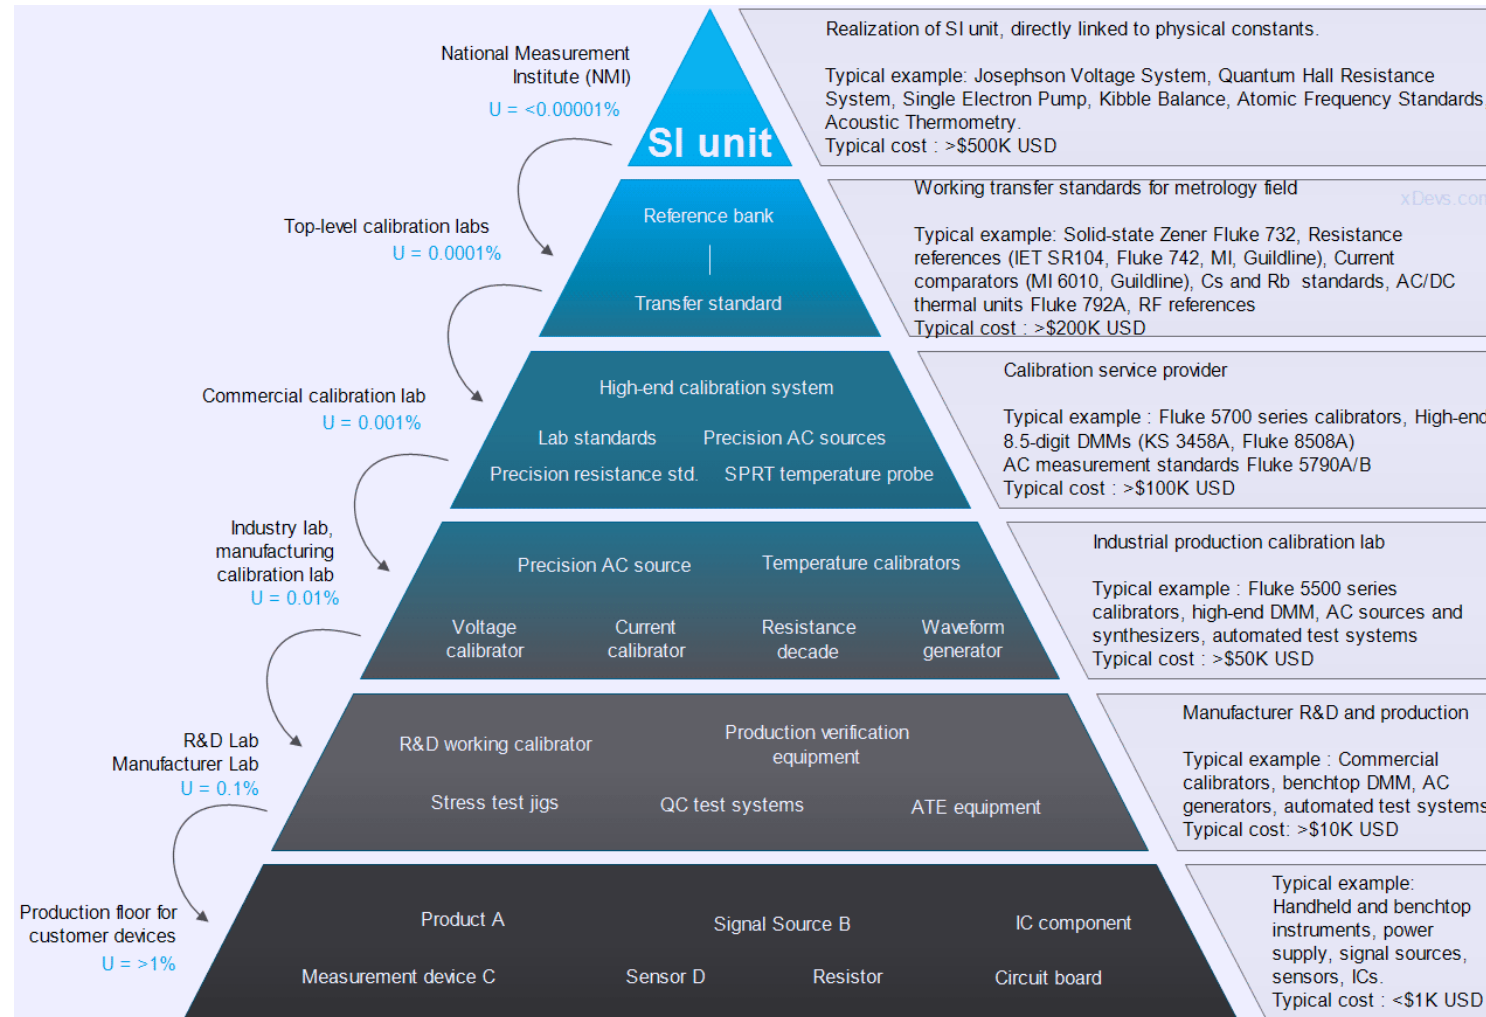 National Measurement
Institute (NMI)
U = <0.00001%
SI unit
Realization of SI unit, directly linked to physical constants.
Typical example: Josephson Voltage System, Quantum Hall Resistance
System, Single Electron Pump, Kibble Balance, Atomic Frequency Standards
Acoustic Thermometry.
Typical cost : >$500K USD
Top-level calibration labs
U = 0.0001%
Reference bank
Transfer standard
Working transfer standards for metrology field
xDevs.com
Typical example: Solid-state Zener Fluke 732, Resistance
references (IET SR104, Fluke 742, MI, Guildline), Current
comparators (MI 6010, Guildline), Cs and Rb standards, AC/DC
thermal units Fluke 792A, RF references
Typical cost : >$200K USD
Commercial calibration lab
U = 0.001%
High-end calibration system
Lab standards
Precision AC sources
Precision resistance std.
SPRT temperature probe
Calibration service provider
Typical example : Fluke 5700 series calibrators, High-end
8.5-digit DMMs (KS 3458A, Fluke 8508A)
AC measurement standards Fluke 5790A/B
Typical cost : >$100K USD
Industry lab,
manufacturing
calibration lab
U = 0.01%
Precision AC source
Temperature calibrators
Voltage
calibrator
Current
calibrator
Resistance
decade
Waveform
generator
Industrial production calibration lab
Typical example : Fluke 5500 series
calibrators, high-end DMM, AC sources and
synthesizers, automated test systems
Typical cost : >$50K USD
R&D Lab
Manufacturer Lab
U = 0.1%
R&D working calibrator
Production verification
equipment
Stress test jigs
QC test systems
ATE equipment
Manufacturer R&D and production
Typical example : Commercial
calibrators, benchtop DMM, AC
generators, automated test systems
Typical cost: >$10K USD
Production floor for
customer devices
U = >1%
Product A
Signal Source B
IC component
Measurement device C
Sensor D
Resistor
Circuit board
Typical example:
Handheld and benchtop
instruments, power
supply, signal sources,
sensors, ICs.
Typical cost : <$1K USD